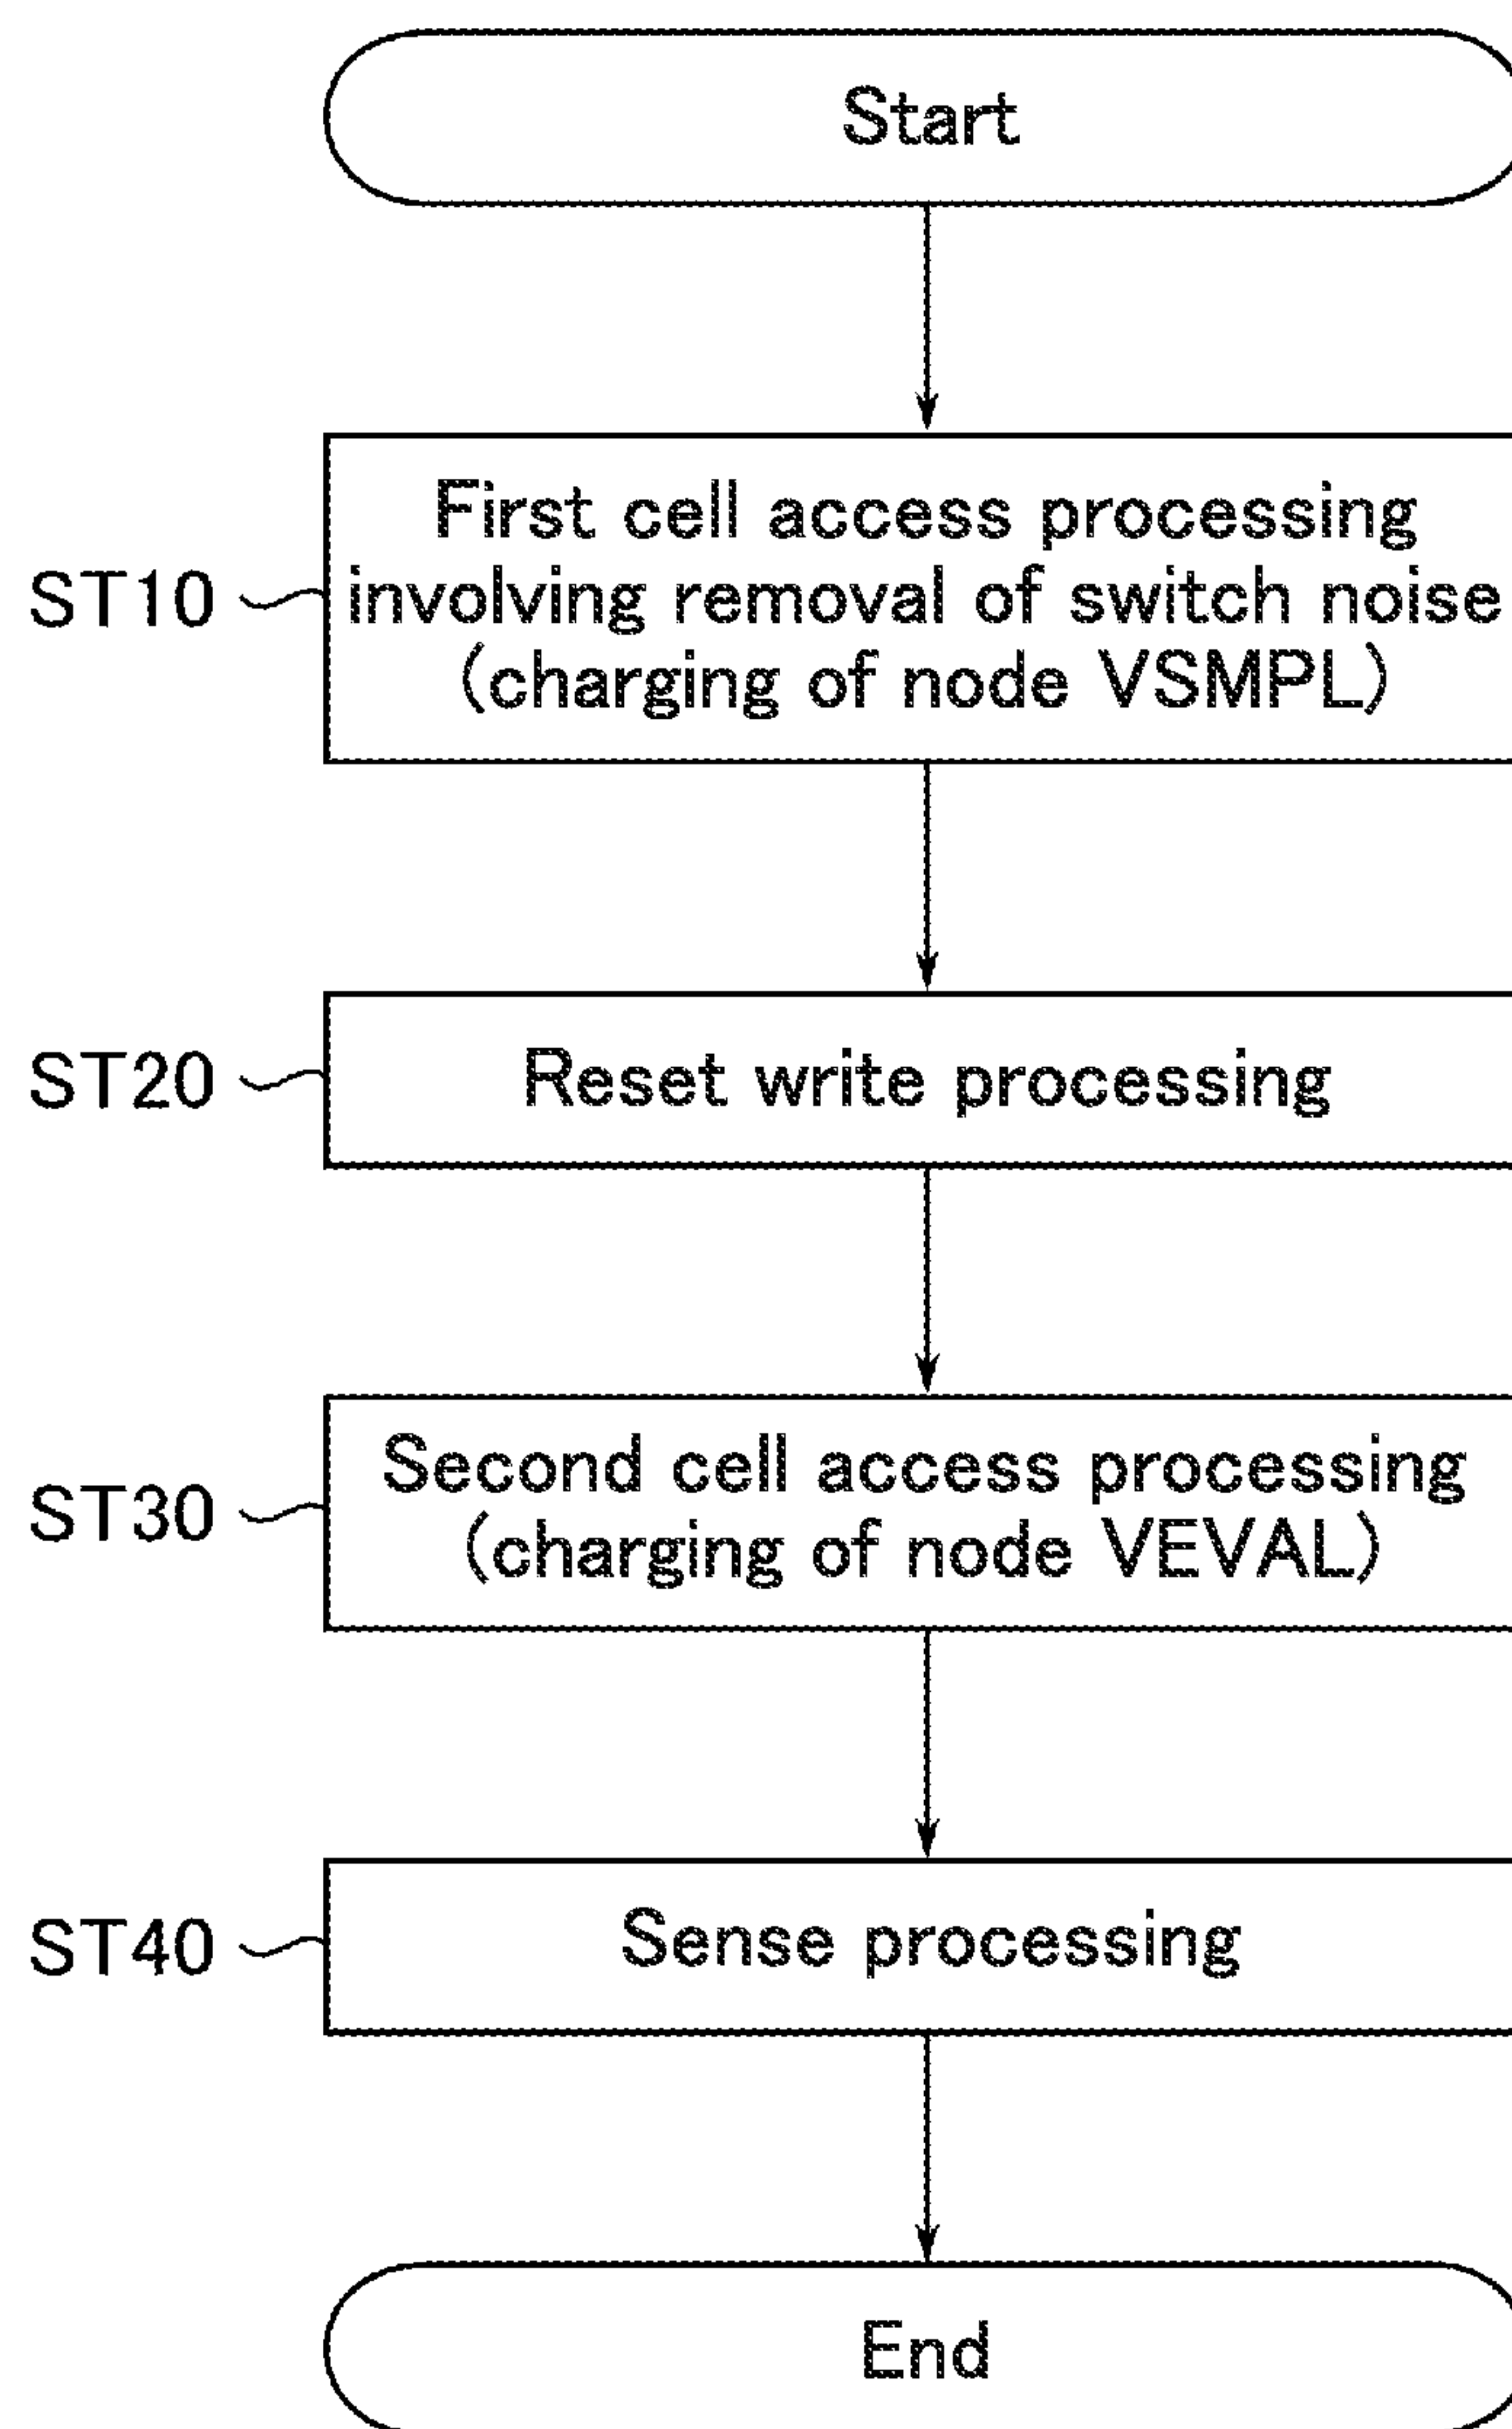 Start
ST10
First cell access processing
involving removal of switch noise
(charging of node VSMPL)
ST20
Reset write processing
ST30
Second cell access processing
(charging of node VEVAL)
ST40
Sense processing
End